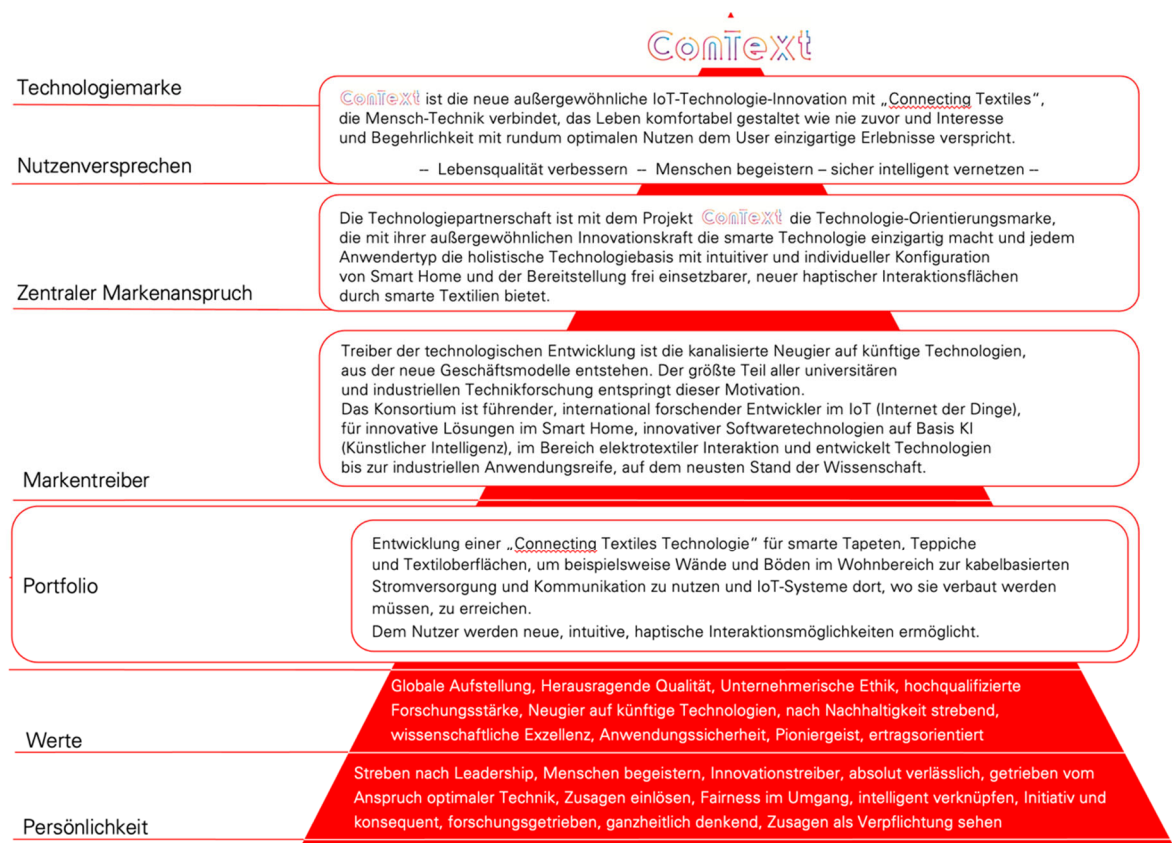 ConText
Technologiemarke
ConText ist die neue außergewöhnliche IoT-Technologie-Innovation mit „Connecting Textiles“,
die Mensch-Technik verbindet, das Leben komfortabel gestaltet wie nie zuvor und Interesse
und Begehrlichkeit mit rundum optimalen Nutzen dem User einzigartige Erlebnisse verspricht.
Nutzenversprechen
-- Lebensqualität verbessern -- Menschen begeistern – sicher intelligent vernetzen --
Zentraler Markenanspruch
Die Technologiepartnerschaft ist mit dem Projekt ConText die Technologie-Orientierungsmarke,
die mit ihrer außergewöhnlichen Innovationskraft die smarte Technologie einzigartig macht und jedem
Anwendertyp die holistische Technologiebasis mit intuitiver und individueller Konfiguration
von Smart Home und der Bereitstellung frei einsetzbarer, neuer haptischer Interaktionsflächen
durch smarte Textilien bietet.
Markentreiber
Treiber der technologischen Entwicklung ist die kanalisierte Neugier auf künftige Technologien,
aus der neue Geschäftsmodelle entstehen. Der größte Teil aller universitären
und industriellen Technikforschung entspringt dieser Motivation.
Das Konsortium ist führender, international forschender Entwickler im IoT (Internet der Dinge),
für innovative Lösungen im Smart Home, innovativer Softwaretechnologien auf Basis KI
(Künstlicher Intelligenz), im Bereich elektrotextiler Interaktion und entwickelt Technologien
bis zur industriellen Anwendungsreife, auf dem neusten Stand der Wissenschaft.
Portfolio
Entwicklung einer „Connecting Textiles Technologie“ für smarte Tapeten, Teppiche
und Textiloberflächen, um beispielsweise Wände und Böden im Wohnbereich zur kabelbasierten
Stromversorgung und Kommunikation zu nutzen und IoT-Systeme dort, wo sie verbaut werden
müssen, zu erreichen.
Dem Nutzer werden neue, intuitive, haptische Interaktionsmöglichkeiten ermöglicht.
Werte
Globale Aufstellung, Herausragende Qualität, Unternehmerische Ethik, hochqualifizierte
Forschungsstärke, Neugier auf künftige Technologien, nach Nachhaltigkeit strebend,
wissenschaftliche Exzellenz, Anwendungssicherheit, Pioniergeist, ertragsorientiert
Persönlichkeit
Streben nach Leadership, Menschen begeistern, Innovationstreiber, absolut verlässlich, getrieben vom
Anspruch optimaler Technik, Zusagen einlösen, Fairness im Umgang, intelligent verknüpfen, Initiativ und
konsequent, forschungsgetrieben, ganzheitlich denkend, Zusagen als Verpflichtung sehen